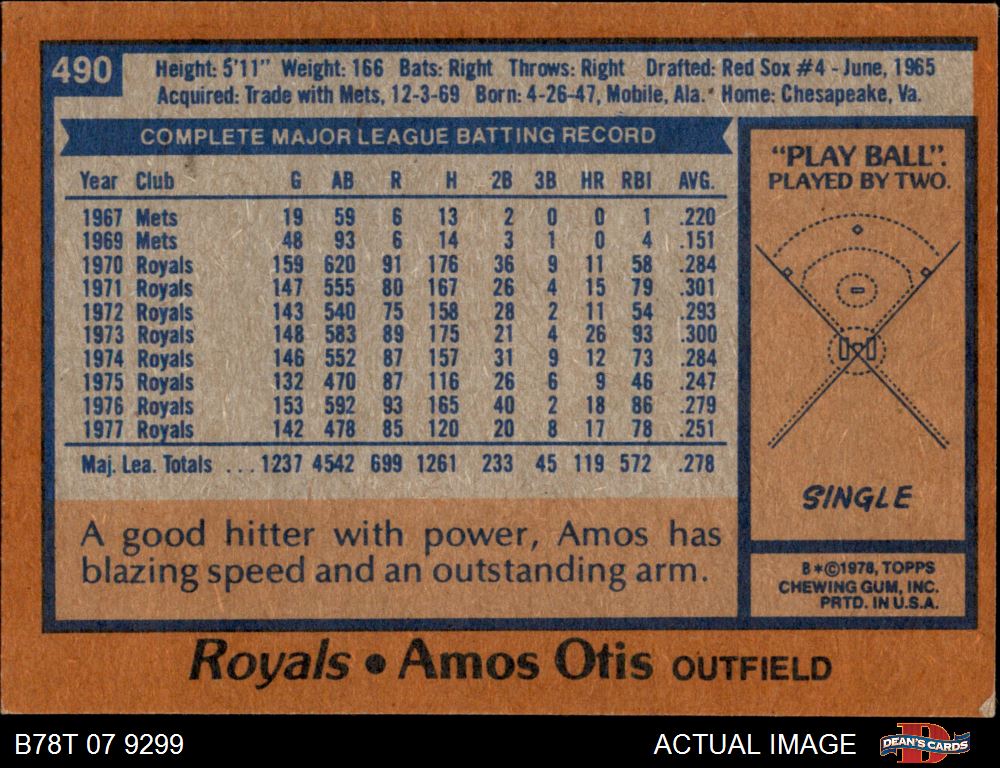 490
Height: 5'11" Weight: 166 Bats: Right Throws: Right Drafted: Red Sox #4 - June, 1965
Acquired: Trade with Mets, 12-3-69 Born: 4-26-47, Mobile, Ala. Home: Chesapeake, Va.
COMPLETE MAJOR LEAGUE BATTING RECORD
Year Club G AB R H 2B 3B HR RBI AVG.
1967 Mets 19 59 6 13 2 0 0 1 .220
1969 Mets 48 93 6 14 3 1 0 4 .151
1970 Royals 159 620 91 176 36 9 11 58 .284
1971 Royals 147 555 80 167 26 4 15 79 .301
1972 Royals 143 540 75 158 28 2 11 54 .293
1973 Royals 148 583 89 175 21 4 26 93 .300
1974 Royals 146 552 87 157 31 9 12 73 .284
1975 Royals 132 470 87 116 26 6 9 46 .247
1976 Royals 153 592 93 165 40 2 18 86 .279
1977 Royals 142 478 85 120 20 8 17 78 .251
Maj. Lea. Totals ... 1237 4542 699 1261 233 45 119 572 .278
A good hitter with power, Amos has
blazing speed and an outstanding arm.
"PLAY BALL".
PLAYED BY TWO.
SINGLE
B*©1978, TOPPS
CHEWING GUM, INC.
PRTD. IN U.S.A.
Royals • Amos Otis OUTFIELD
B78T 07 9299
ACTUAL IMAGE
DEAN'S CARDS